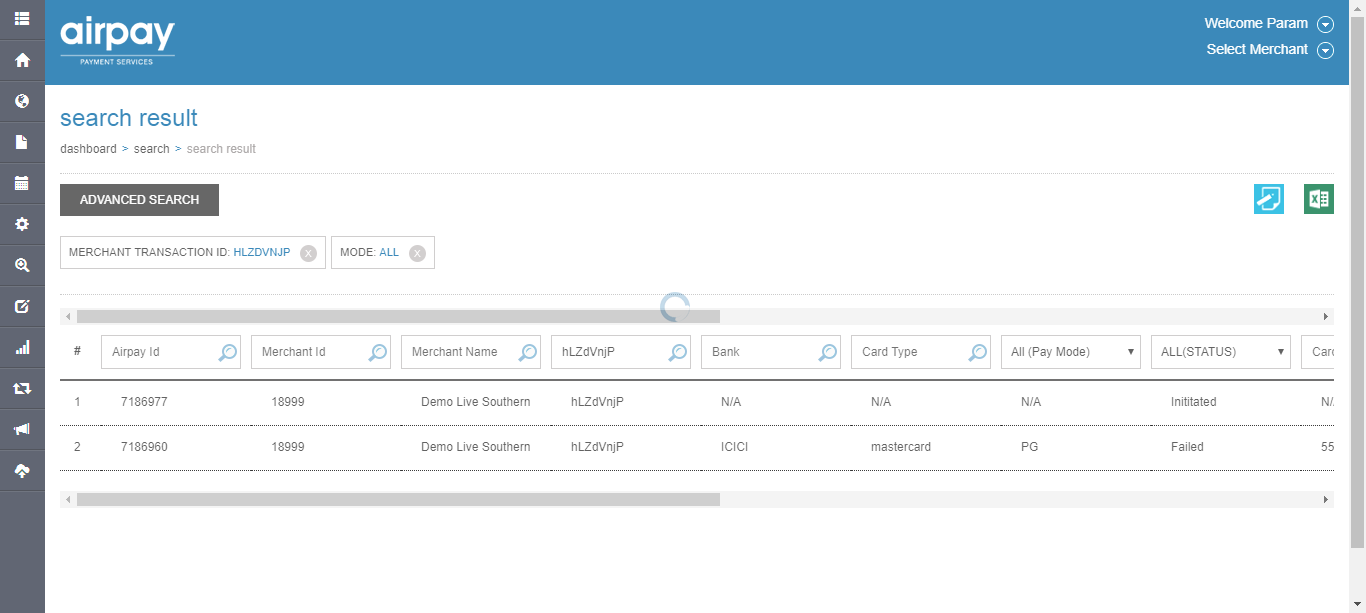 airpay
PAYMENT SERVICES
Welcome Param
Select Merchant
search result
dashboard > search > search result
ADVANCED SEARCH
MERCHANT TRANSACTION ID: HLZDVNJP X MODE: ALL X
# Airpay Id Merchant Id Merchant Name hLZdVnjP Bank Card Type All (Pay Mode) ALL(STATUS) Card
1 7186977 18999 Demo Live Southern hLZdVnjP N/A N/A N/A Inititated N/
2 7186960 18999 Demo Live Southern hLZdVnjP ICICI mastercard PG Failed 55